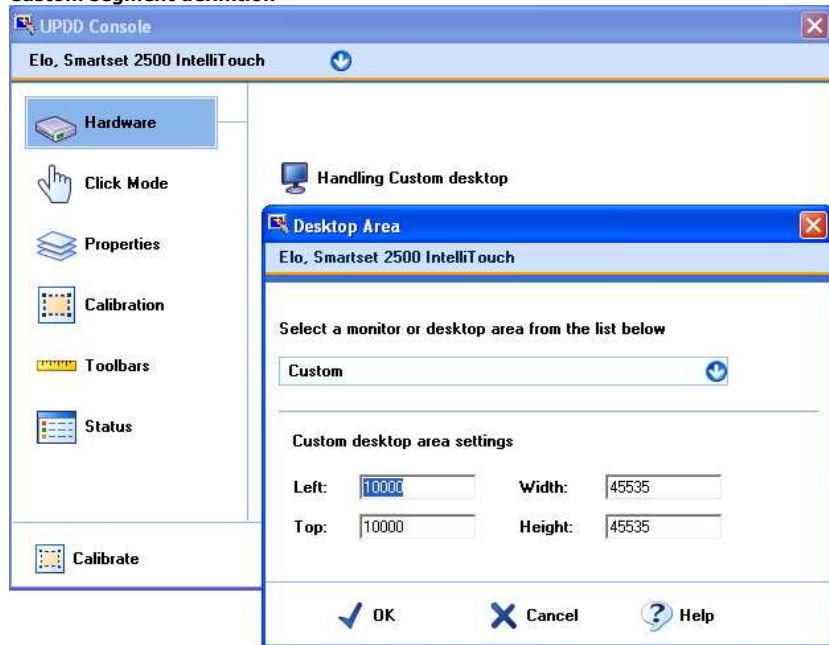 Custom segment definition
UPDD Console
Elo, Smartset 2500 IntelliTouch
Hardware
Click Mode
Properties
Calibration
Toolbars
Status
Calibrate
Handling Custom desktop
Desktop Area
Elo, Smartset 2500 IntelliTouch
Select a monitor or desktop area from the list below
Custom
Custom desktop area settings
Left: 10000 Width: 45535
Top: 10000 Height: 45535
OK Cancel Help